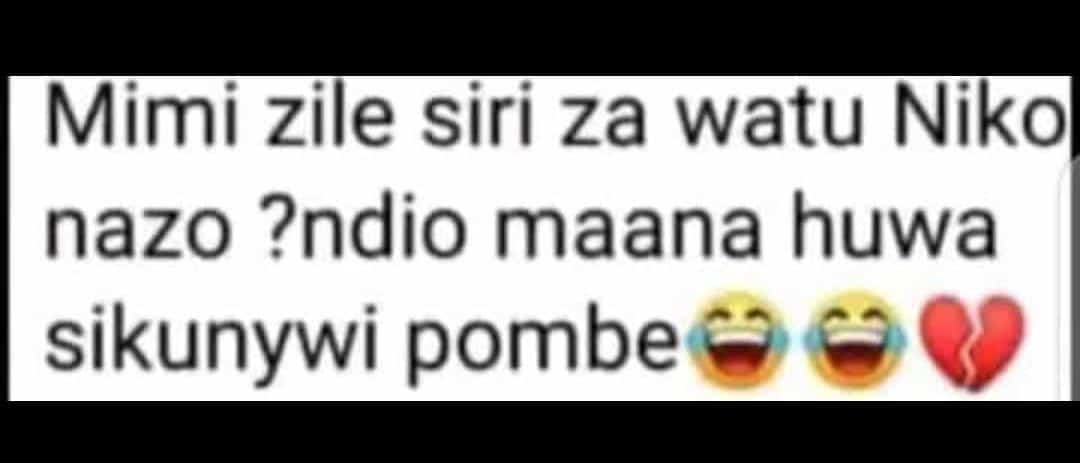 Mimi zile siri za watu Niko
nazo ?ndio maana huwa
sikunywi pombe😂😂💔